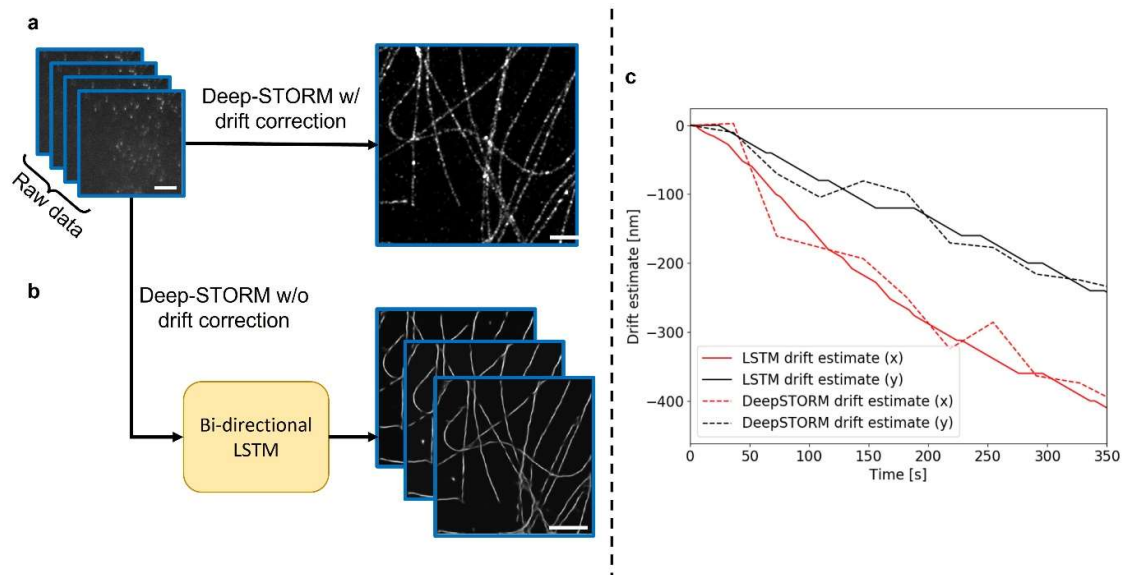 a
Deep-STORM w/
drift correction
Raw data
b
Deep-STORM w/o
drift correction
Bi-directional
LSTM
c
Drift estimate [nm]
0
−100
−200
−300
−400
LSTM drift estimate (x)
LSTM drift estimate (y)
DeepSTORM drift estimate (x)
DeepSTORM drift estimate (y)
0 50 100 150 200 250 300 350
Time [s]